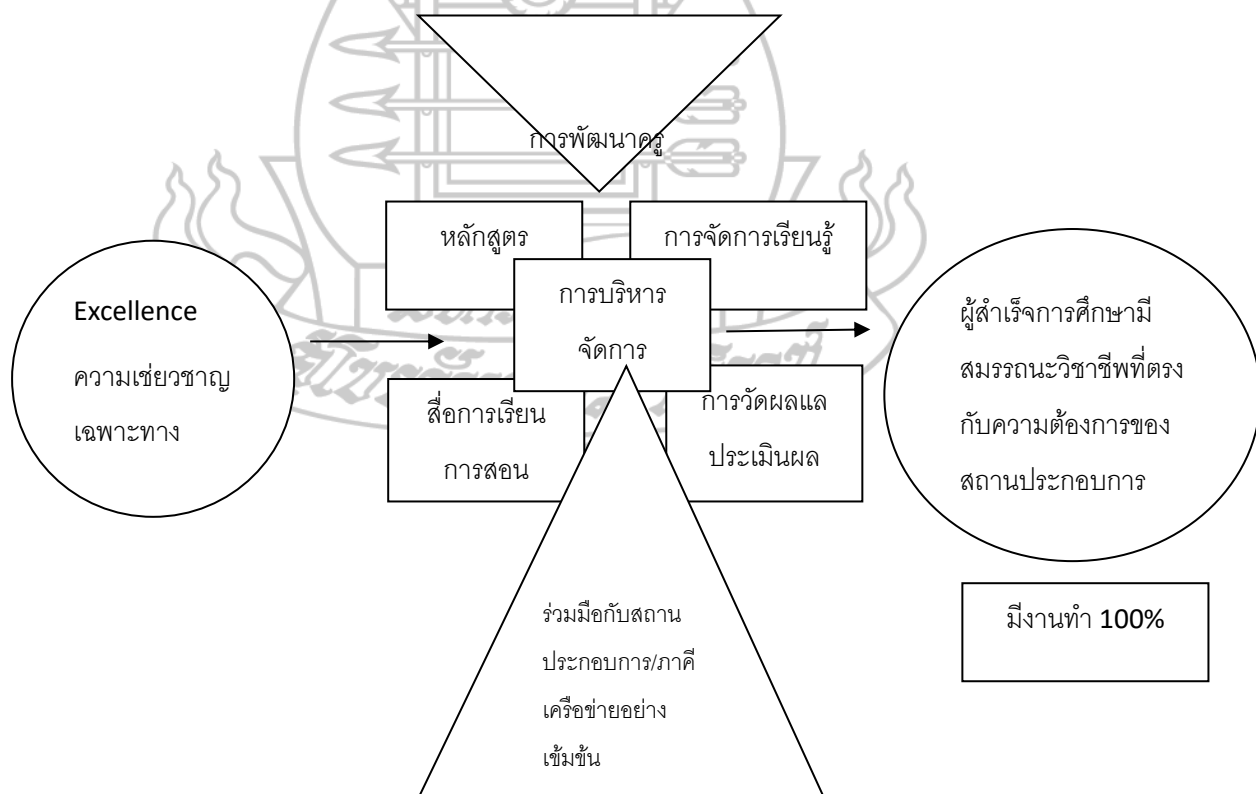 การพัฒนาครู
หลักสูตร
การจัดการเรียนรู้
การบริหาร
จัดการ
Excellence
ความเชี่ยวชาญ
เฉพาะทาง
ผู้สำเร็จการศึกษามี
สมรรถนะวิชาชีพที่ตรง
กับความต้องการของ
สถานประกอบการ
สื่อการเรียน
การสอน
การวัดผลแล
ประเมินผล
ร่วมมือกับสถาน
ประกอบการ/ภาคี
เครือข่ายอย่าง
เข้มข้น
มีงานทำ 100%